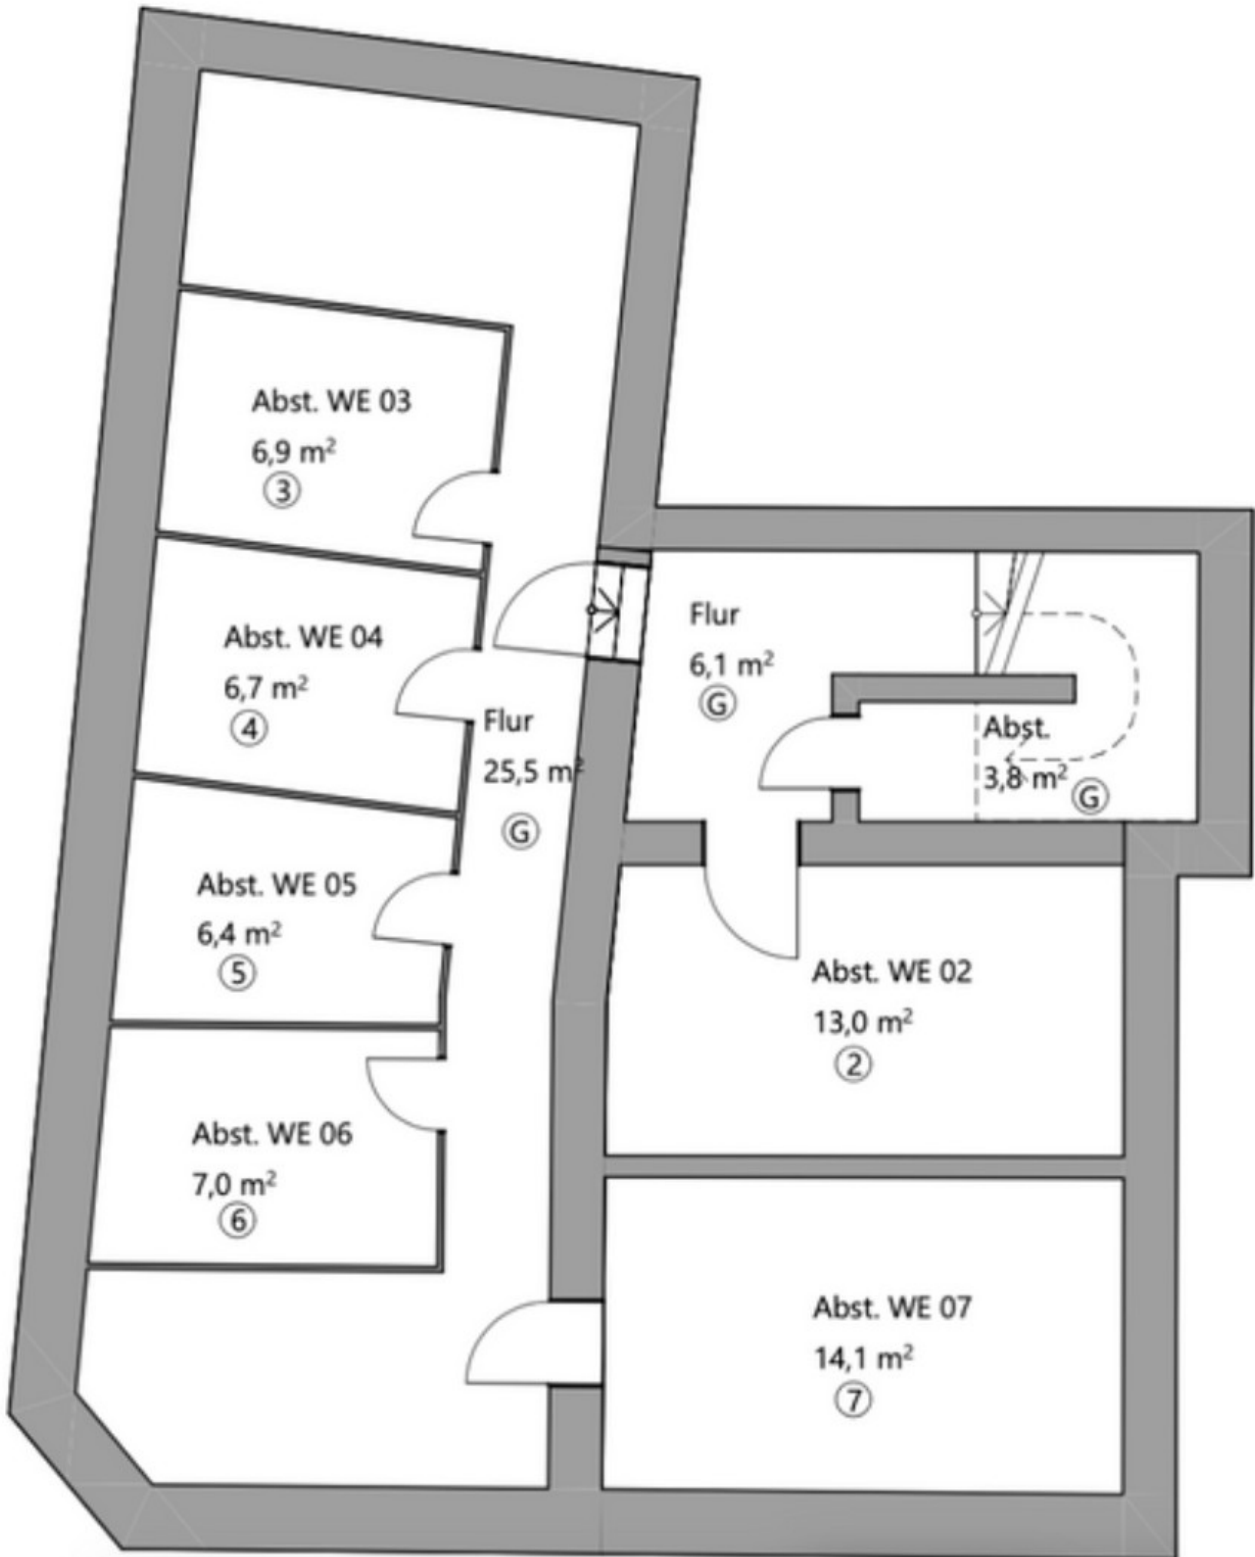 Abst. WE 03
6,9 m²
3
Abst. WE 04
6,7 m²
4
Flur
6,1 m²
G
Flur
25,5 m²
G
Abst.
3,8 m²
G
Abst. WE 05
6,4 m²
5
Abst. WE 02
13,0 m²
2
Abst. WE 06
7,0 m²
6
Abst. WE 07
14,1 m²
7